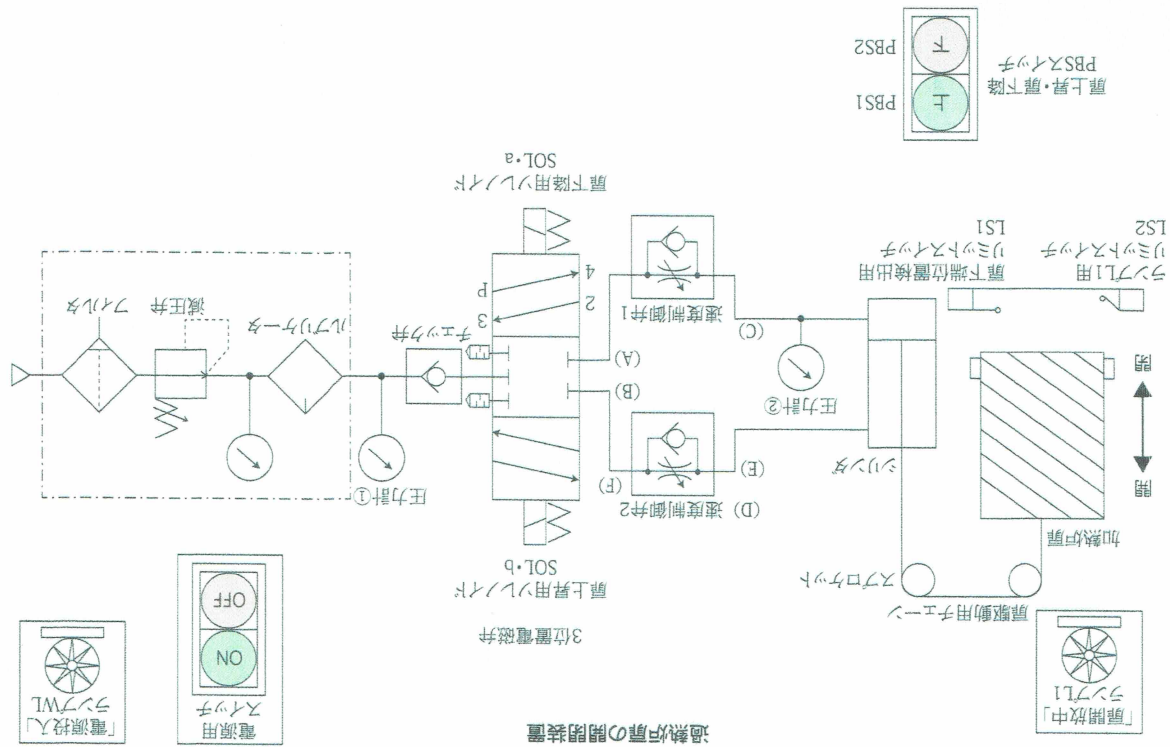 過熱炉扉の開閉装置
「扉開放中」
ランプL1
電源用
スイッチ
ON
OFF
「電源投入」
ランプWL
扉駆動用チェーン
スプロケット
3位置電磁弁
扉上昇用ソレノイド
SOL・b
加熱炉扉
開
閉
シリンダ
(D) 速度制御弁2
(E)
(F)
圧力計②
圧力計①
(B)
(A)
(C)
速度制御弁1
チェック弁
ルブリケータ
減圧弁
フィルタ
2
3
4
P
ランプL1用
リミットスイッチ
LS2
扉下端位置検出用
リミットスイッチ
LS1
扉下降用ソレノイド
SOL・a
扉上昇・扉下降
PBSスイッチ
上
PBS1
下
PBS2